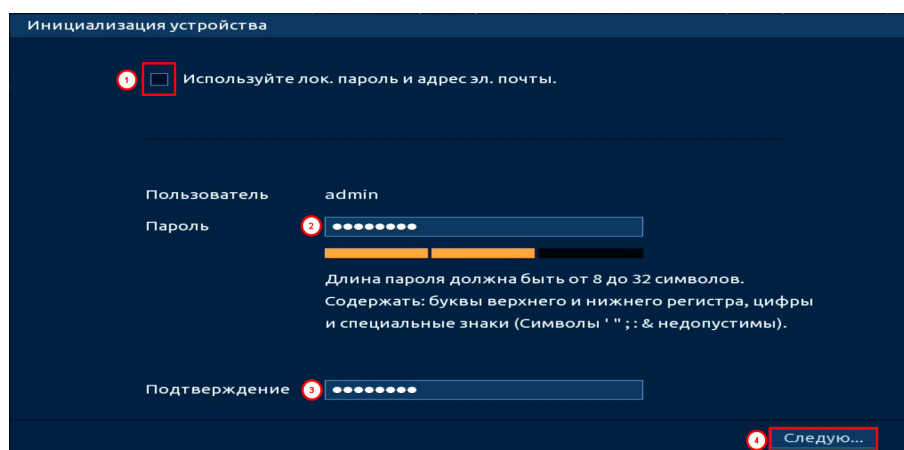 Инициализация устройства
1 Используйте лок. пароль и адрес эл. почты.
Пользователь admin
Пароль 2 ●●●●●●●●
Длина пароля должна быть от 8 до 32 символов.
Содержать: буквы верхнего и нижнего регистра, цифры
и специальные знаки (Символы ' " ; : & недопустимы).
Подтверждение 3 ●●●●●●●●
4 Следую...